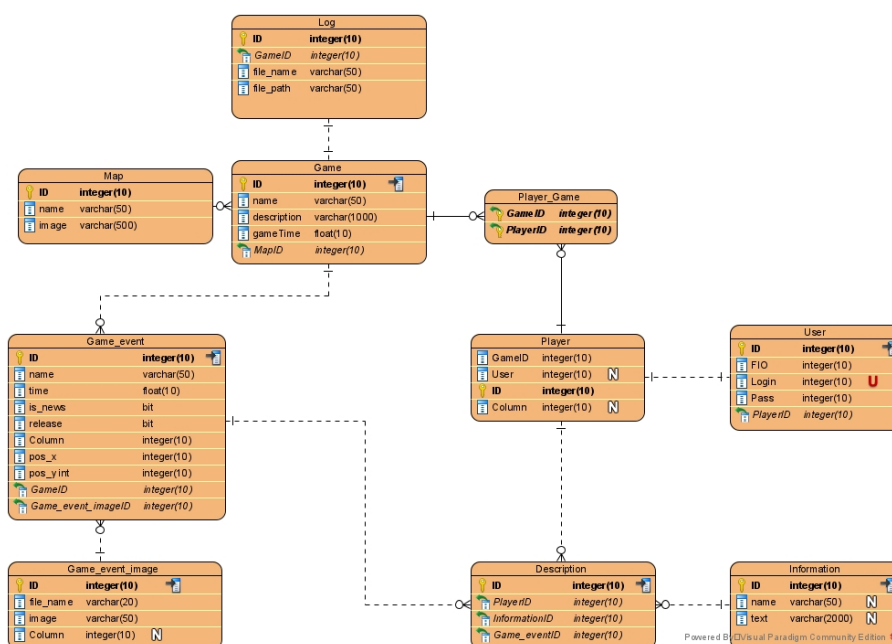 Log
ID integer(10)
GameID integer(10)
file_name varchar(50)
file_path varchar(50)
Map
ID integer(10)
name varchar(50)
image varchar(500)
Game
ID integer(10)
name varchar(50)
description varchar(1000)
gameTime float(10)
MapID integer(10)
Player_Game
GameID integer(10)
PlayerID integer(10)
Game_event
ID integer(10)
name varchar(50)
time float(10)
is_news bit
release bit
Column integer(10)
pos_x integer(10)
pos_y int integer(10)
GameID integer(10)
Game_event_imageID integer(10)
Player
GameID integer(10)
User integer(10) N
ID integer(10)
Column integer(10) N
User
ID integer(10)
FIO integer(10)
Login integer(10) U
Pass integer(10)
PlayerID integer(10)
Game_event_image
ID integer(10)
file_name varchar(20)
image varchar(50)
Column integer(10) N
Description
ID integer(10)
PlayerID integer(10)
InformationID integer(10)
Game_eventID integer(10)
Information
ID integer(10)
name varchar(50) N
text varchar(2000) N
Powered By Visual Paradigm Community Edition